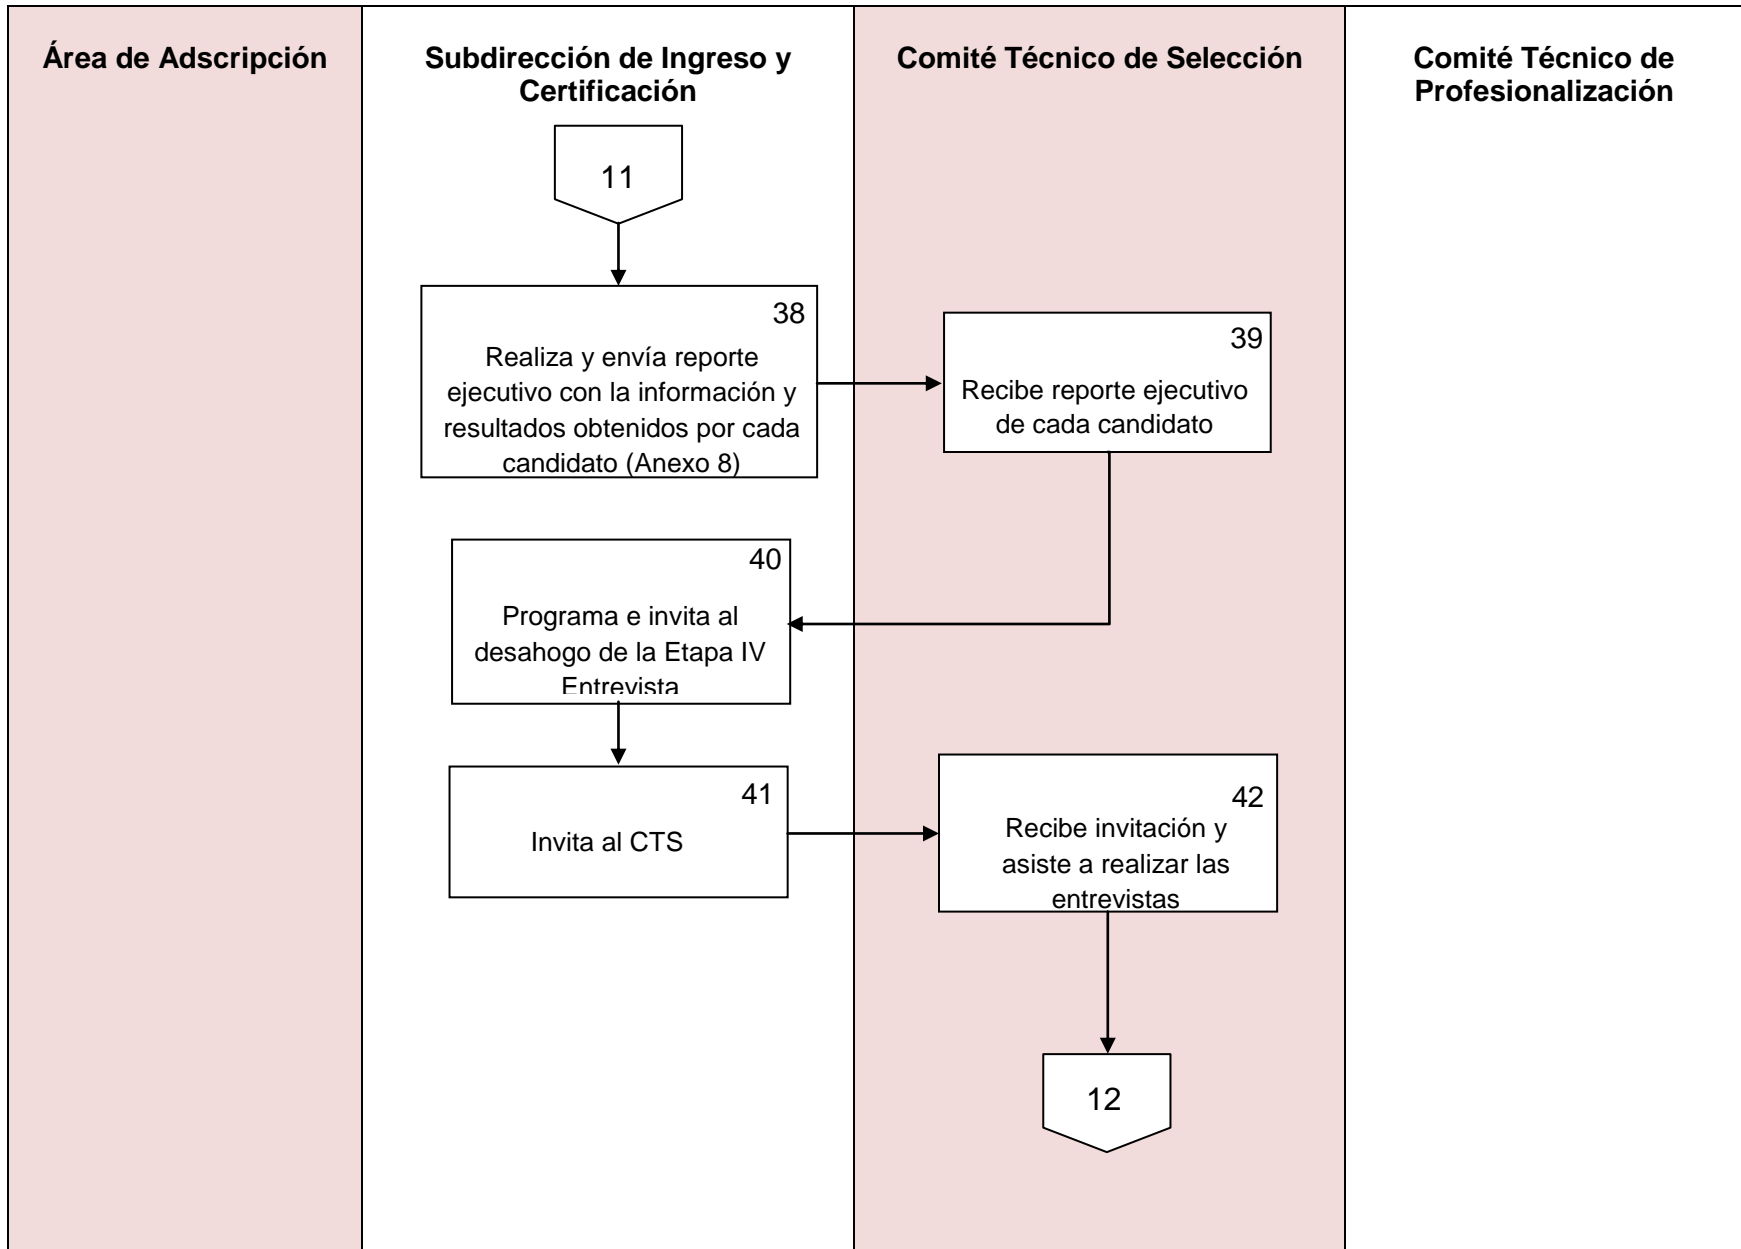 Área de Adscripción
Subdirección de Ingreso y
Certificación
Comité Técnico de Selección
Comité Técnico de
Profesionalización
11
38
Realiza y envía reporte
ejecutivo con la información y
resultados obtenidos por cada
candidato (Anexo 8)
39
Recibe reporte ejecutivo
de cada candidato
40
Programa e invita al
desahogo de la Etapa IV
Entrevista
41
Invita al CTS
42
Recibe invitación y
asiste a realizar las
entrevistas
12